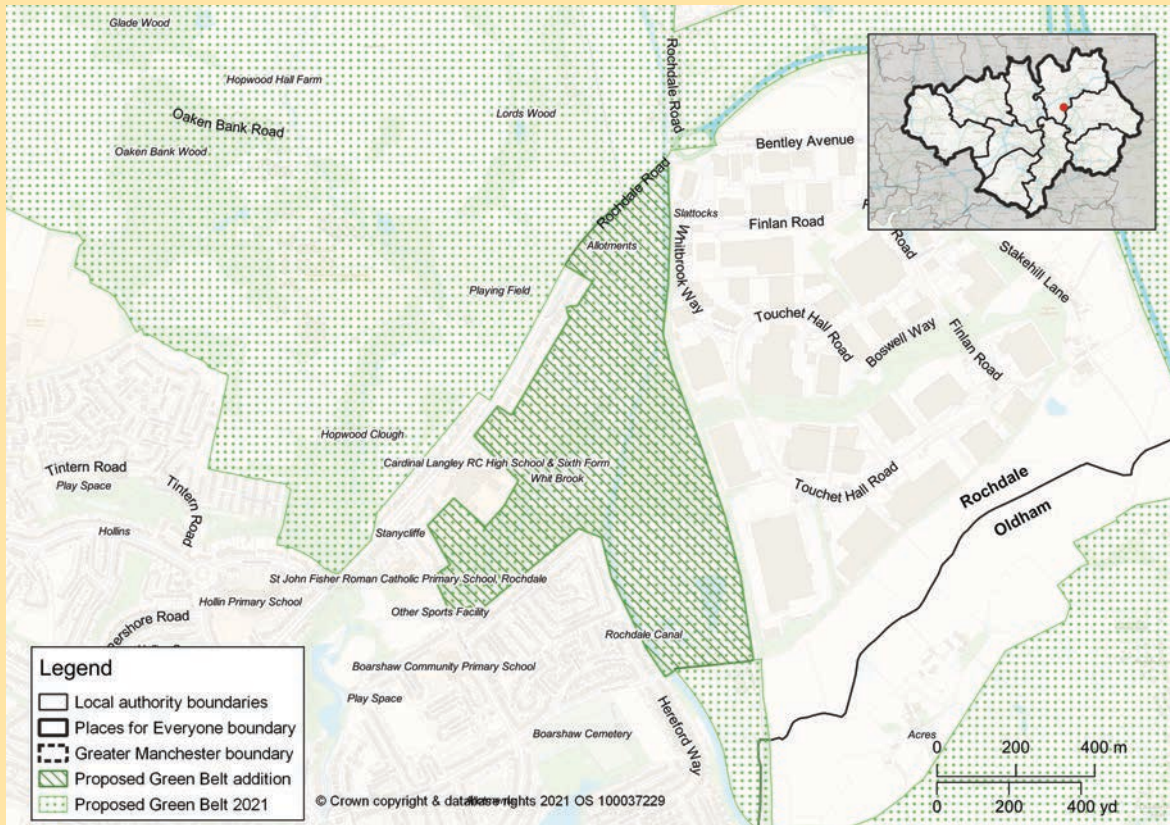 Glade Wood
Hopwood Hall Farm
Oaken Bank Road
Oaken Bank Wood
Lords Wood
Rochdale Road
Rochdale Road
Bentley Avenue
Slattocks
Finlan Road
Road
Allotments
Whitbrook Way
Stakehill Lane
Playing Field
Touchet Hall Road
Boswell Way
Finlan Road
Hopwood Clough
Cardinal Langley RC High School & Sixth Form
Whit Brook
Tintern Road
Play Space
Tintern Road
Touchet Hall Road
Rochdale
Oldham
Hollins
Stanycliffe
St John Fisher Roman Catholic Primary School, Rochdale
Hollin Primary School
Other Sports Facility
Rochdale Canal
Boarshaw Community Primary School
Play Space
Hereford Way
Boarshaw Cemetery
Acres
Legend
Local authority boundaries
Places for Everyone boundary
Greater Manchester boundary
Proposed Green Belt addition
Proposed Green Belt 2021
© Crown copyright & database rights 2021 OS 100037229
0 200 400 m
0 200 400 yd